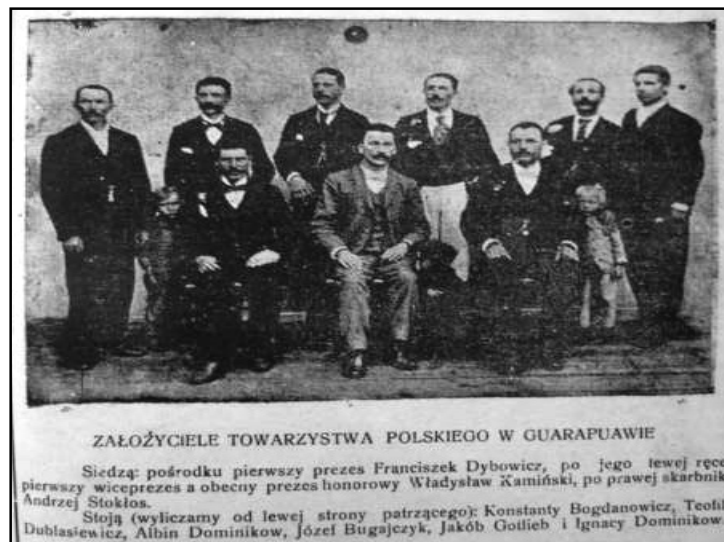 ZAŁOŻYCIELE TOWARZYSTWA POLSKIEGO W GUARAPUAWIE
Siedzą: pośrodku pierwszy prezes Franciszek Dybowicz, po jego lewej ręce
pierwszy wiceprezes a obecny prezes honorowy Władysław Kamiński, po prawej skarbnik
Andrzej Stokłos.
Stoją (wyliczamy od lewej strony patrzącego): Konstanty Bogdanowicz, Teofil
Dublasiewicz, Albin Dominikow, Józef Bugajczyk, Jakób Gotlieb i Ignacy Dominikow.